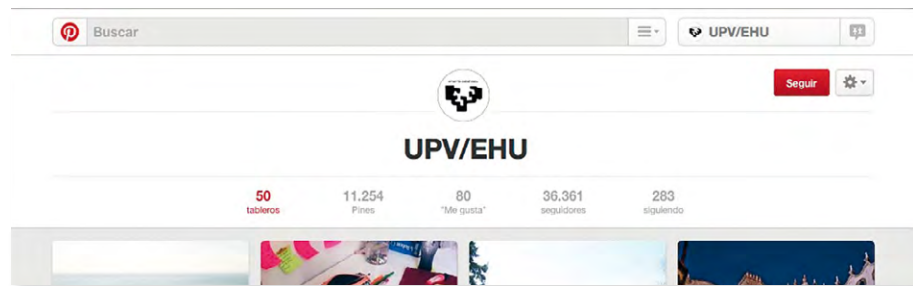 Buscar
UPV/EHU
Seguir
UPV/EHU
50 11.254 80 36.361 283
tableros Pines "Me gusta" seguidores siguiendo